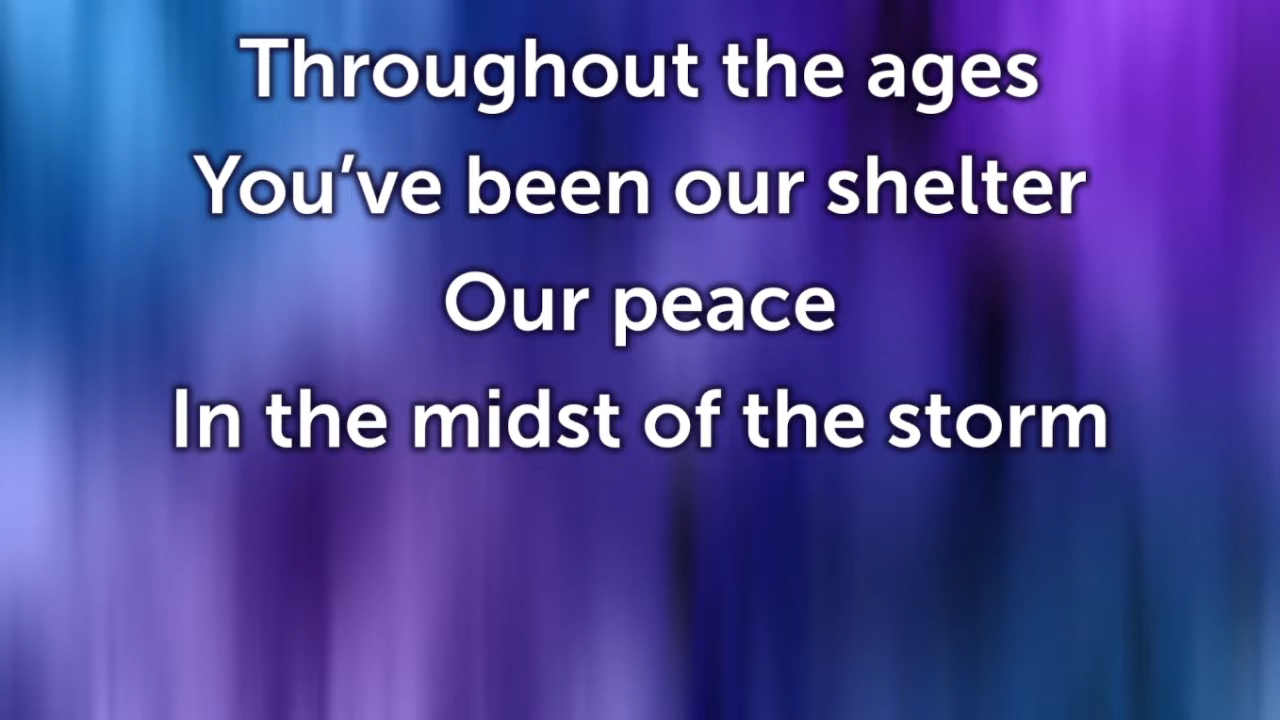 Throughout the ages
You’ve been our shelter
Our peace
In the midst of the storm